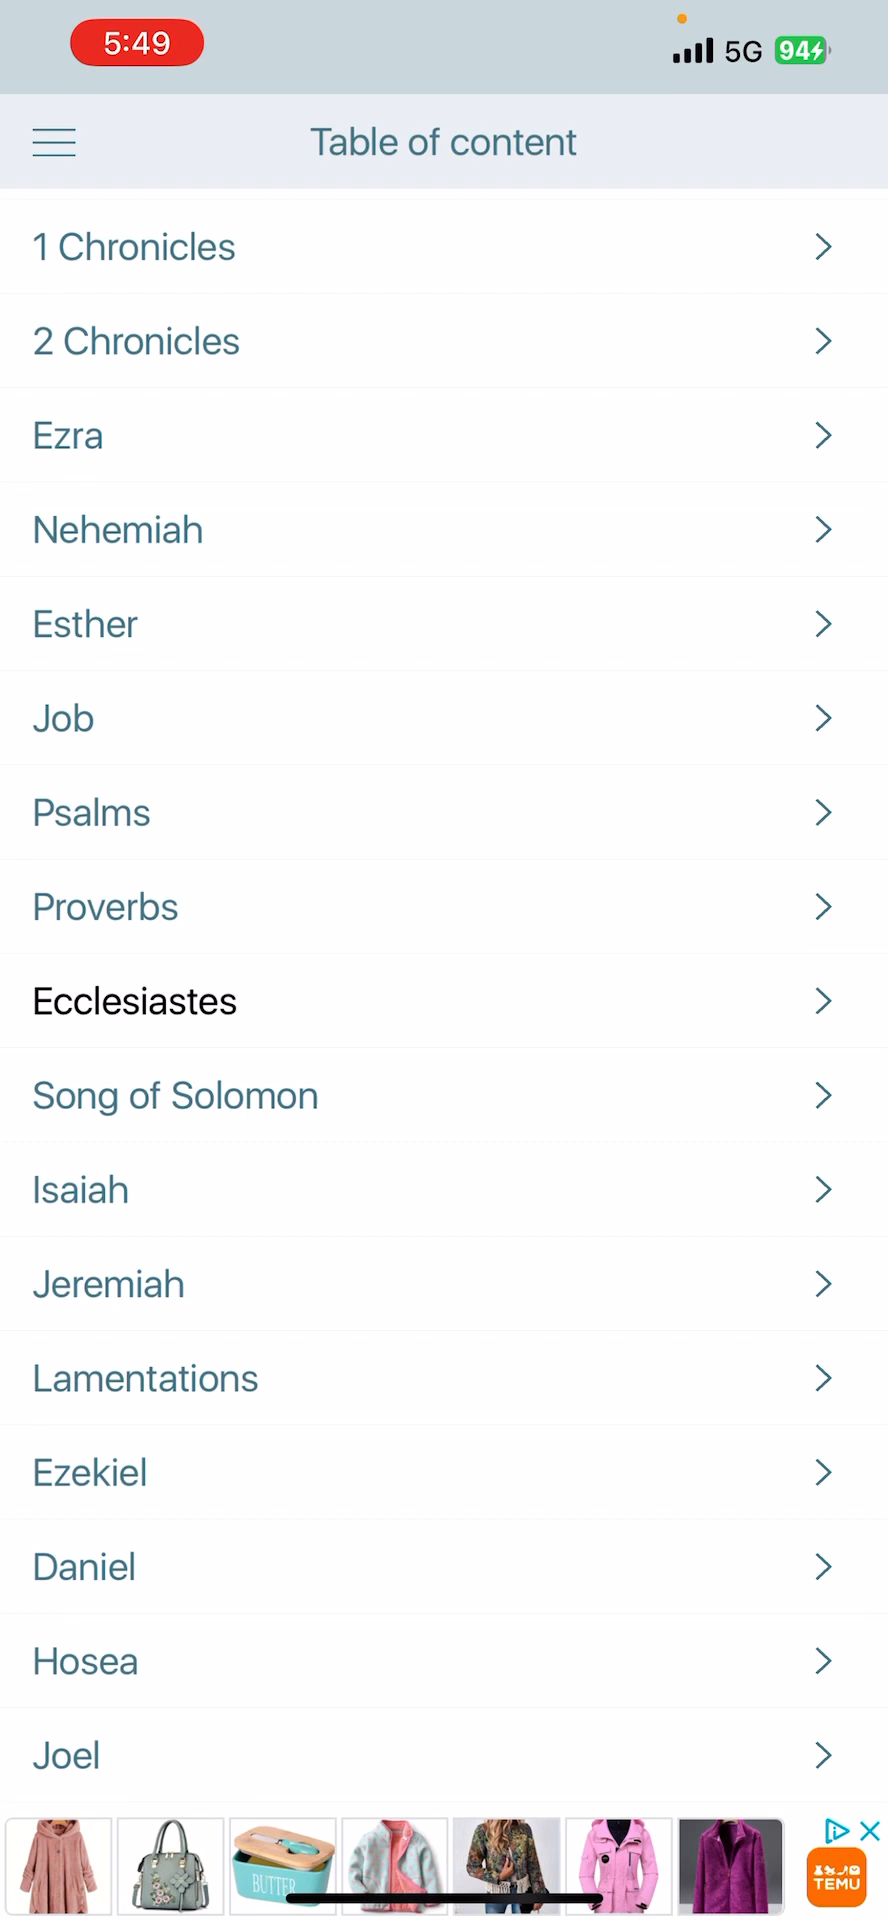 5:49
5G 94
Table of content
1 Chronicles
2 Chronicles
Ezra
Nehemiah
Esther
Job
Psalms
Proverbs
Ecclesiastes
Song of Solomon
Isaiah
Jeremiah
Lamentations
Ezekiel
Daniel
Hosea
Joel
BUTTER
TEMU